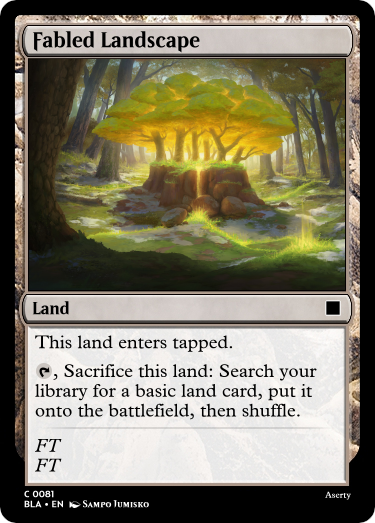 Fabled Landscape
Land
This land enters tapped.
, Sacrifice this land: Search your
library for a basic land card, put it
onto the battlefield, then shuffle.
FT
FT
C 0081
BLA • EN Sampo Jumisko
Aserty